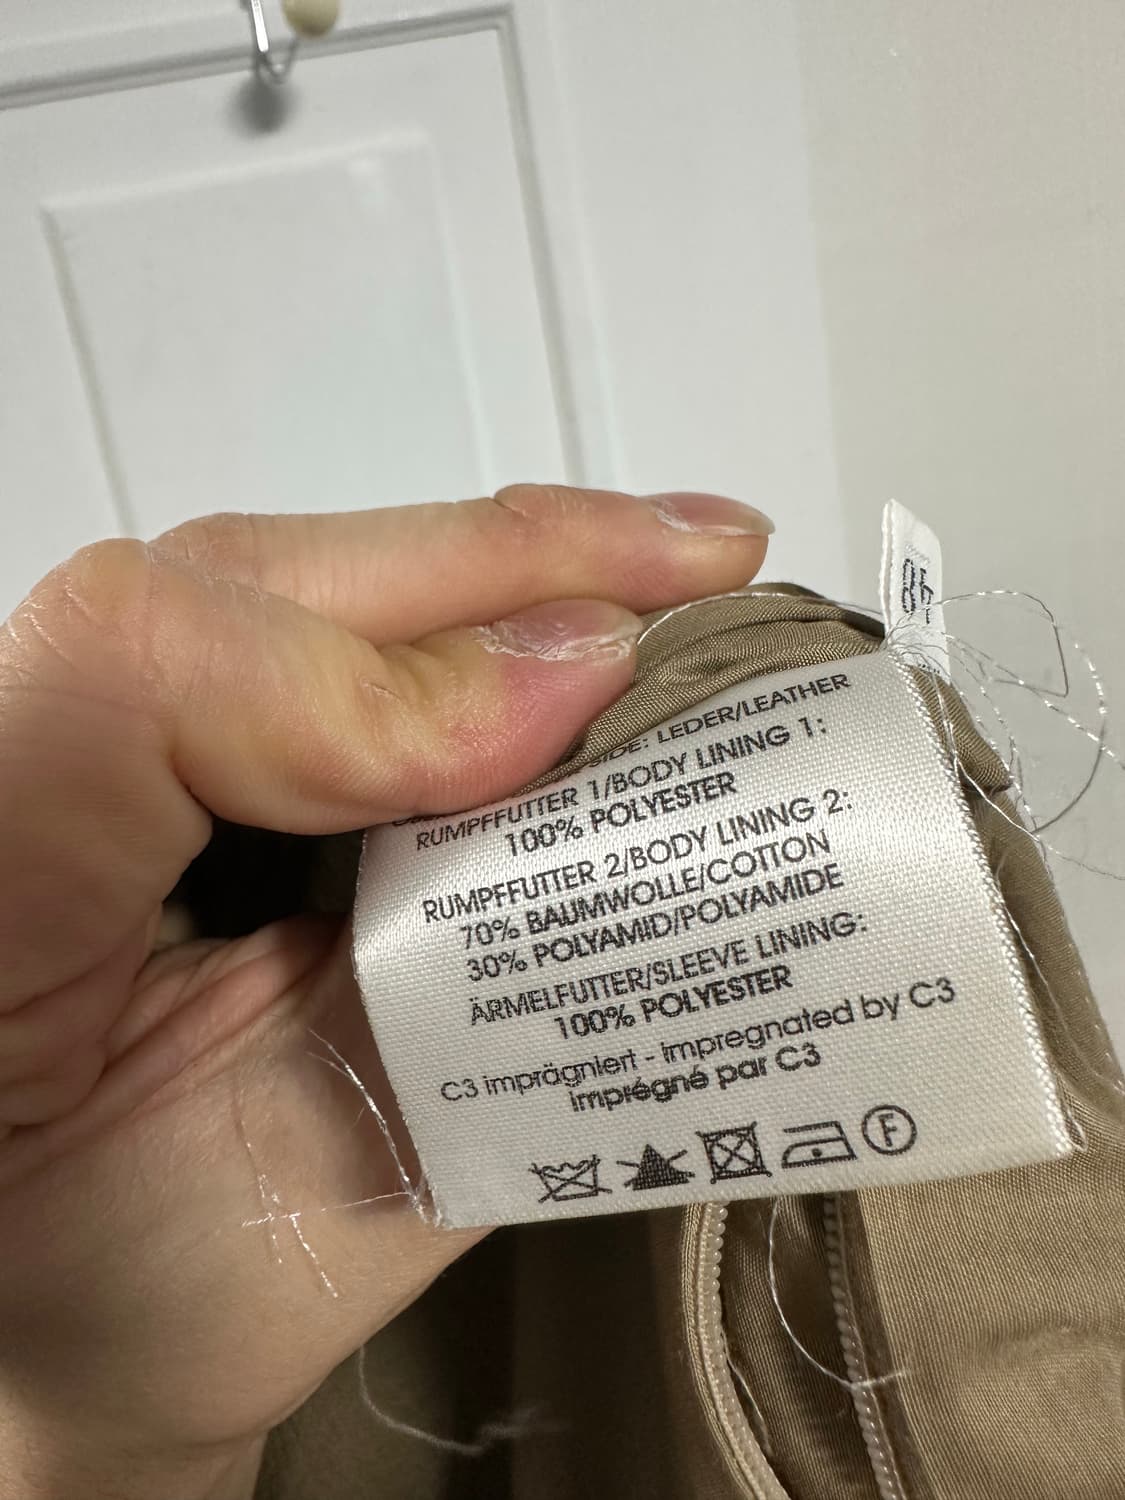 48
SIDE: LEDER/LEATHER
RUMPFFUTTER 1/BODY LINING 1:
100% POLYESTER
RUMPFFUTTER 2/BODY LINING 2:
70% BAUMWOLLE/COTTON
30% POLYAMID/POLYAMIDE
ÄRMELFUTTER/SLEEVE LINING:
100% POLYESTER
C3 imprägniert - impregnated by C3
imprégné par C3
F